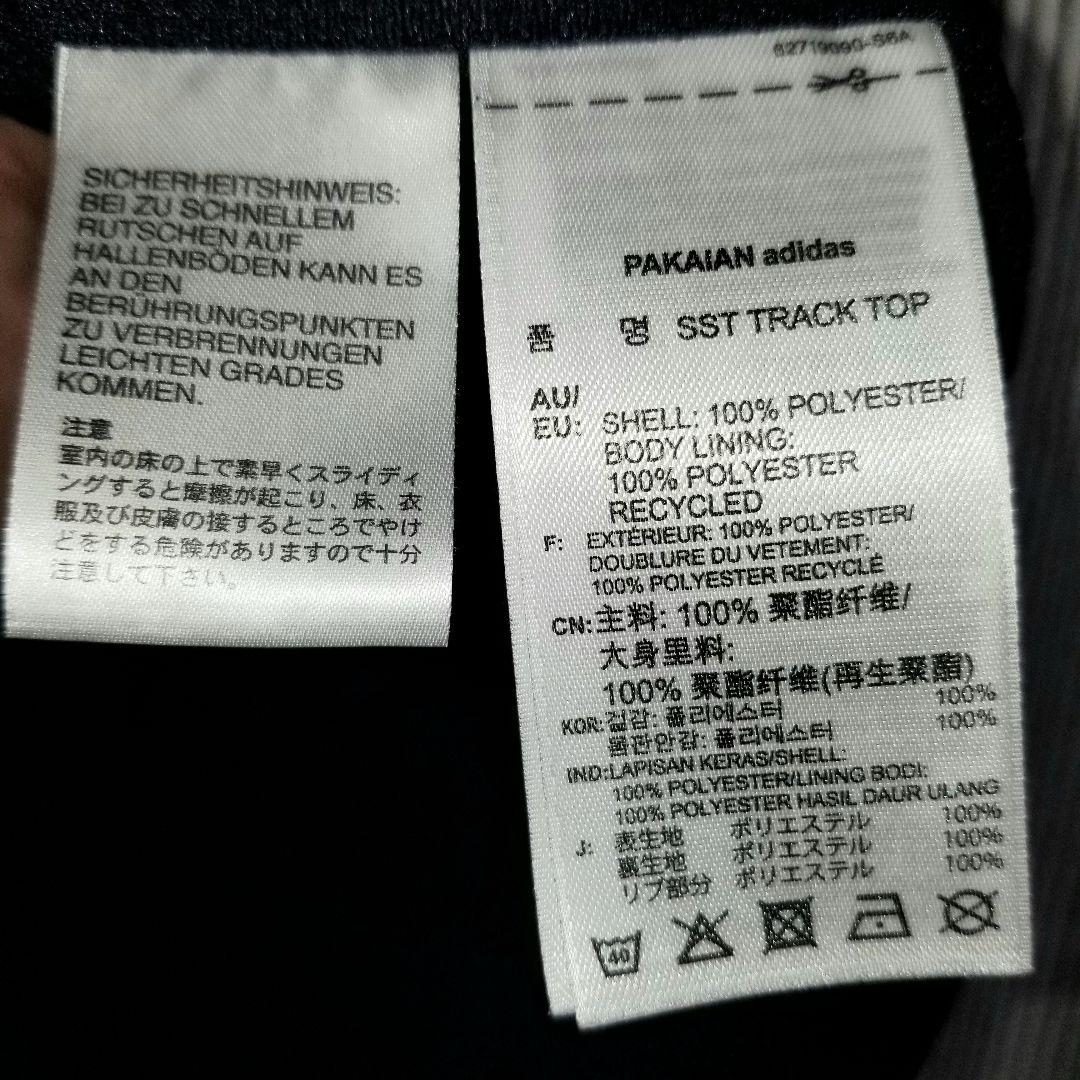 SICHERHEITSHINWEIS:
BEI ZU SCHNELLEM
RUTSCHEN AUF
HALLENBÖDEN KANN ES
AN DEN
BERÜHRUNGSPUNKTEN
ZU VERBRENNUNGEN
LEICHTEN GRADES
KOMMEN.
注意
室内の床の上で素早くスライディ
ングすると摩擦が起こり、床、衣
服及び皮膚の接するところでやけ
どをする危険がありますので十分
注意して下さい。
PAKAIAN adidas
품 명 SST TRACK TOP
AU/
EU: SHELL: 100% POLYESTER/
BODY LINING:
100% POLYESTER
RECYCLED
F: EXTÉRIEUR: 100% POLYESTER/
DOUBLURE DU VETEMENT:
100% POLYESTER RECYCLÉ
CN: 主料: 100% 聚酯纤维/
大身里料:
100% 聚酯纤维(再生聚酯)
KOR: 겉감: 폴리에스터 100%
몸판안감: 폴리에스터 100%
IND: LAPISAN KERAS/SHELL:
100% POLYESTER/LINING BODI:
100% POLYESTER HASIL DAUR ULANG
J: 表生地 ポリエステル 100%
裏生地 ポリエステル 100%
リブ部分 ポリエステル 100%
40